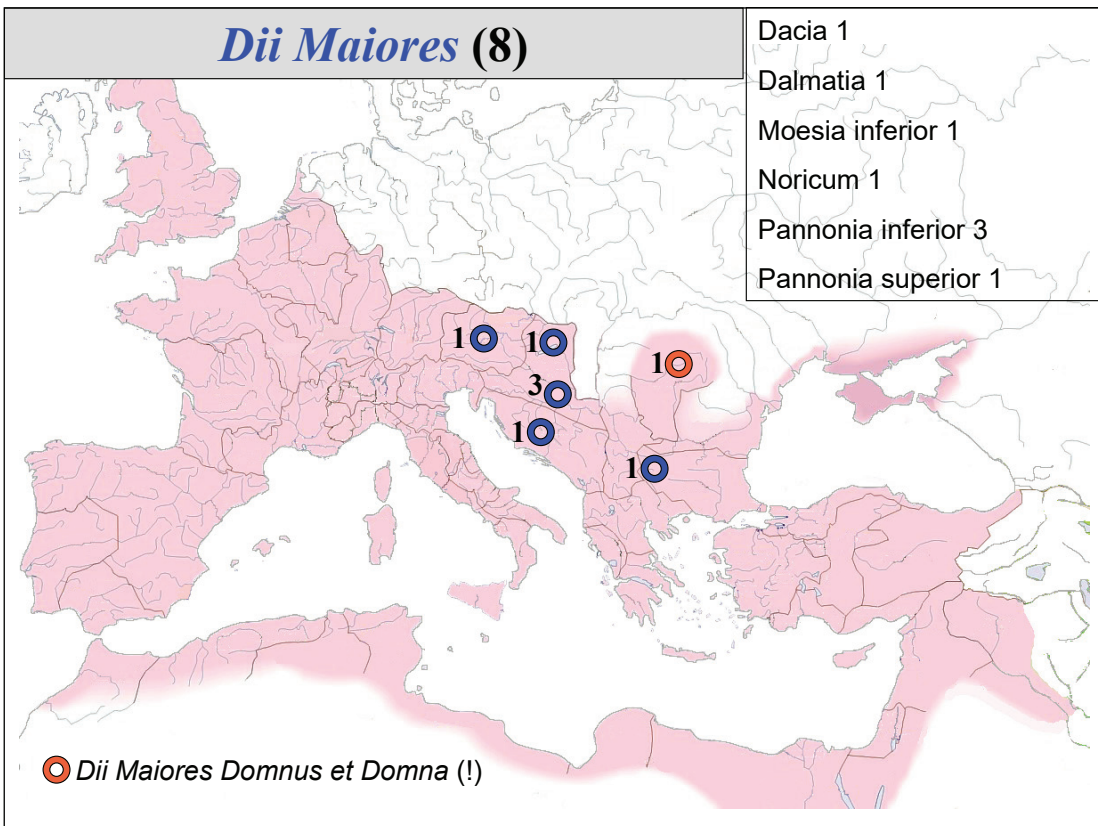 Dii Maiores (8)
Dacia 1
Dalmatia 1
Moesia inferior 1
Noricum 1
Pannonia inferior 3
Pannonia superior 1
1
1
1
3
1
1
Dii Maiores Domnus et Domna (!)